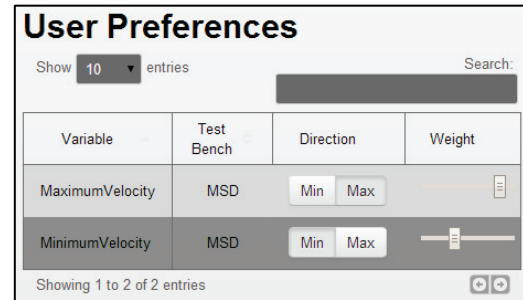 User Preferences
Show 10 entries
Search:
Variable Test Bench Direction Weight
MaximumVelocity MSD Min Max
MinimumVelocity MSD Min Max
Showing 1 to 2 of 2 entries